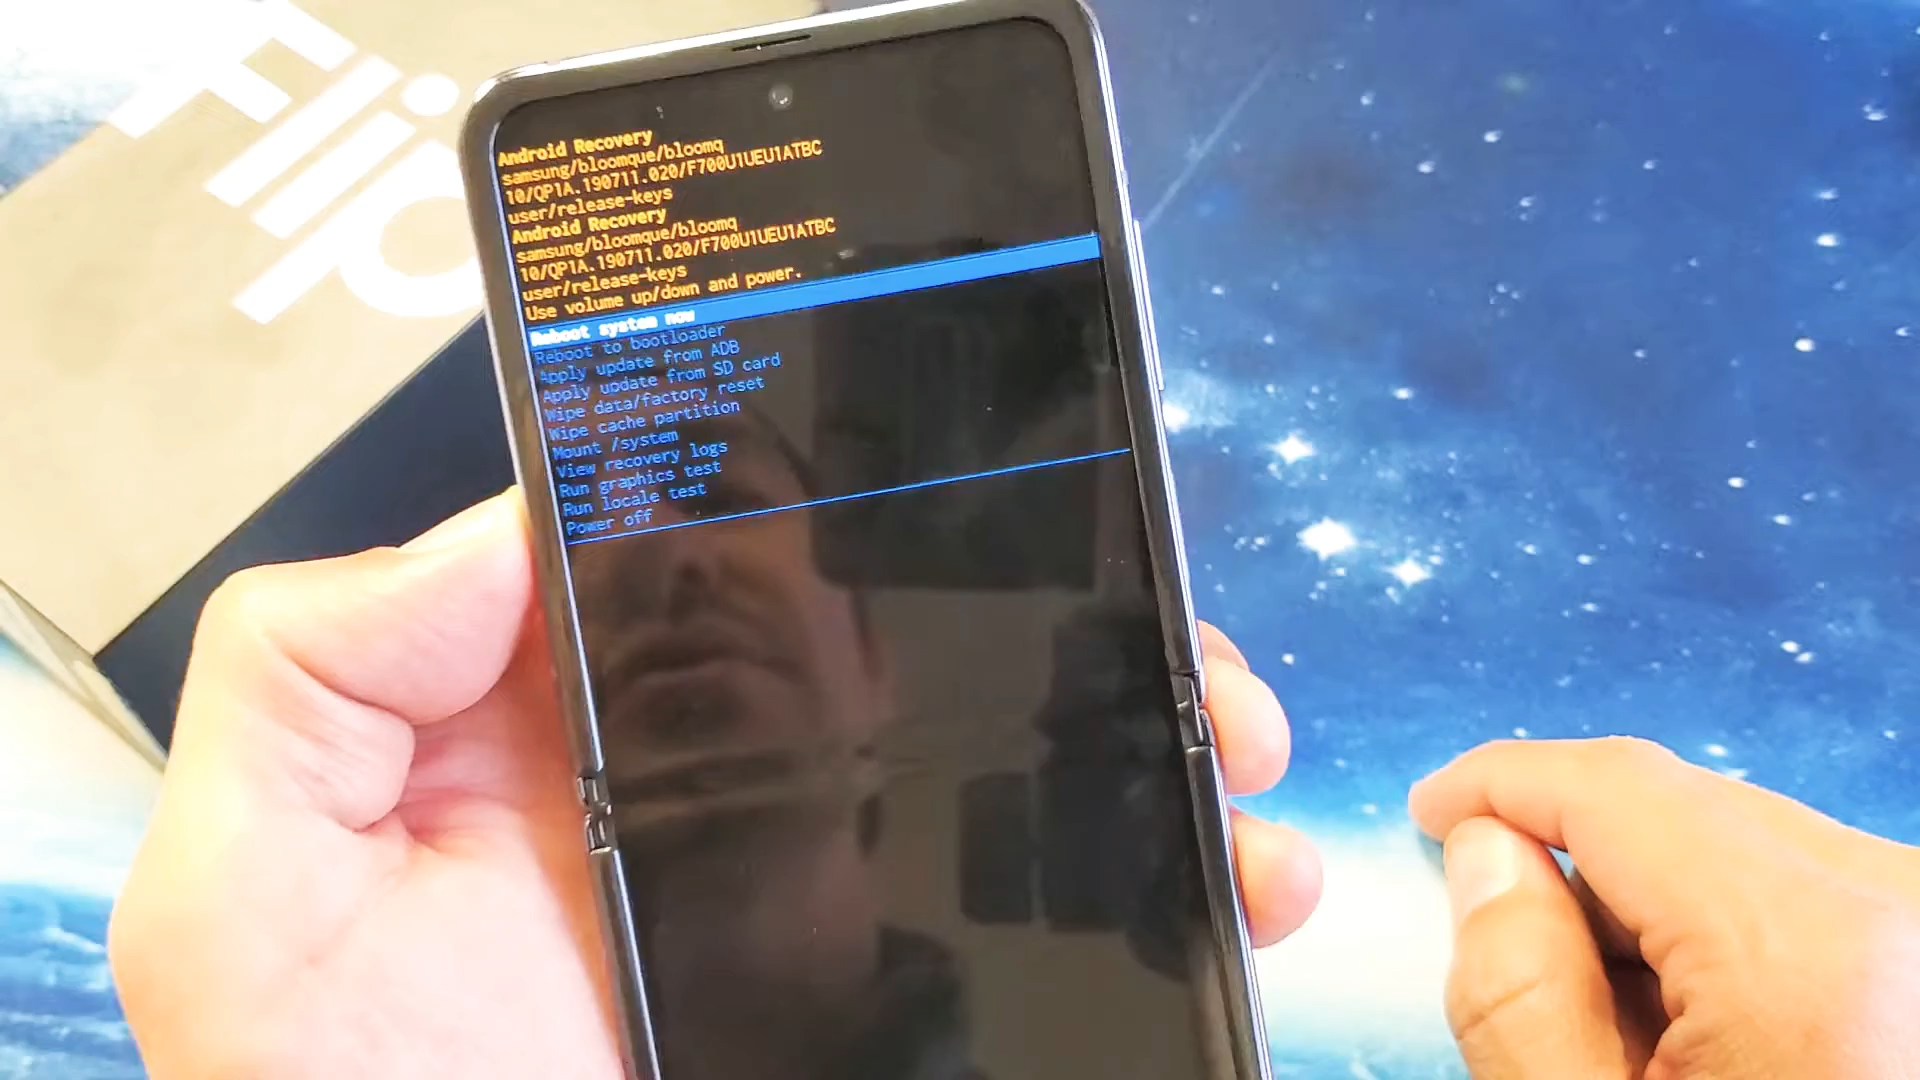 Flip
Android Recovery
samsung/bloomque/bloomq
10/QP1A.190711.020/F700U1UEU1ATBC
user/release-keys
Android Recovery
samsung/bloomque/bloomq
10/QP1A.190711.020/F700U1UEU1ATBC
user/release-keys
Use volume up/down and power.
Reboot system now
Reboot to bootloader
Apply update from ADB
Apply update from SD card
Wipe data/factory reset
Wipe cache partition
Mount /system
View recovery logs
Run graphics test
Run locale test
Power off